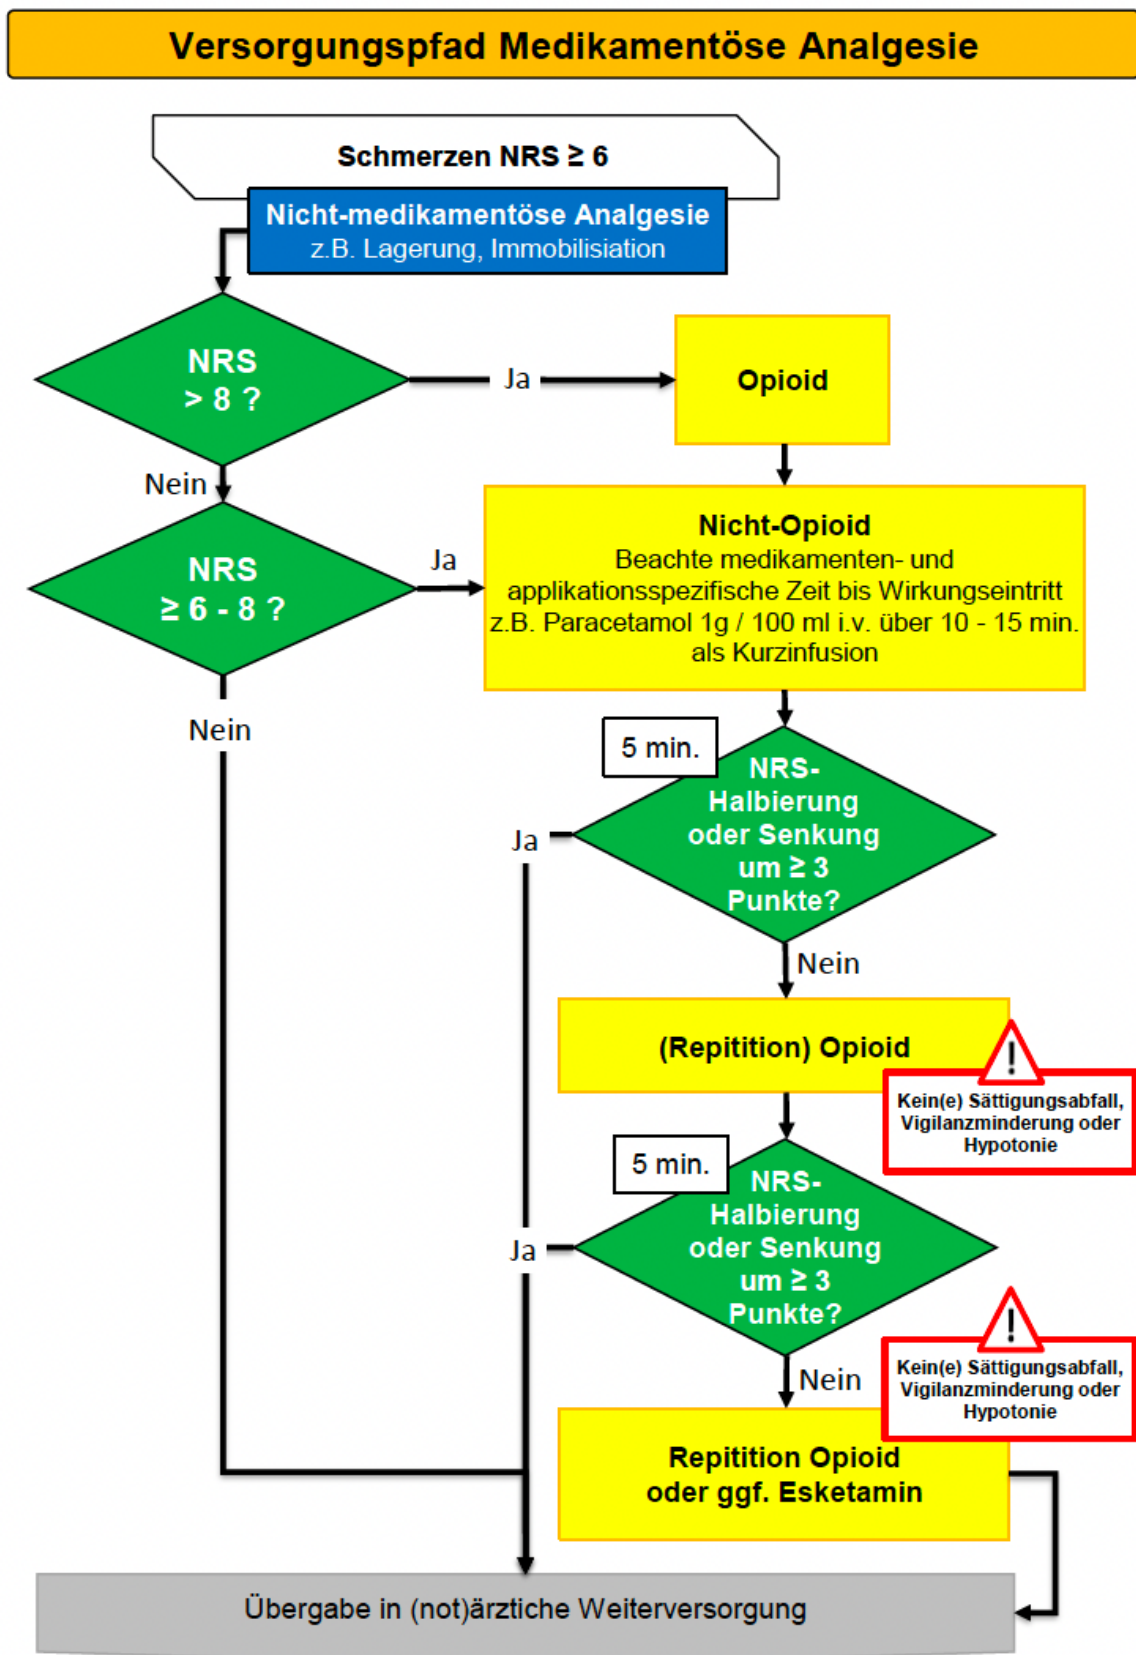 Versorgungspfad Medikamentöse Analgesie
Schmerzen NRS ≥ 6
Nicht-medikamentöse Analgesie
z.B. Lagerung, Immobilisiation
NRS
> 8 ?
Ja
Opioid
Nein
NRS
≥ 6 - 8 ?
Ja
Nicht-Opioid
Beachte medikamenten- und
applikationsspezifische Zeit bis Wirkungseintritt
z.B. Paracetamol 1g / 100 ml i.v. über 10 - 15 min.
als Kurzinfusion
Nein
5 min.
NRS-
Halbierung
oder Senkung
um ≥ 3
Punkte?
Ja
Nein
(Repitition) Opioid
!
Kein(e) Sättigungsabfall,
Vigilanzminderung oder
Hypotonie
5 min.
NRS-
Halbierung
oder Senkung
um ≥ 3
Punkte?
Ja
Nein
!
Kein(e) Sättigungsabfall,
Vigilanzminderung oder
Hypotonie
Repitition Opioid
oder ggf. Esketamin
Übergabe in (not)ärztliche Weiterversorgung